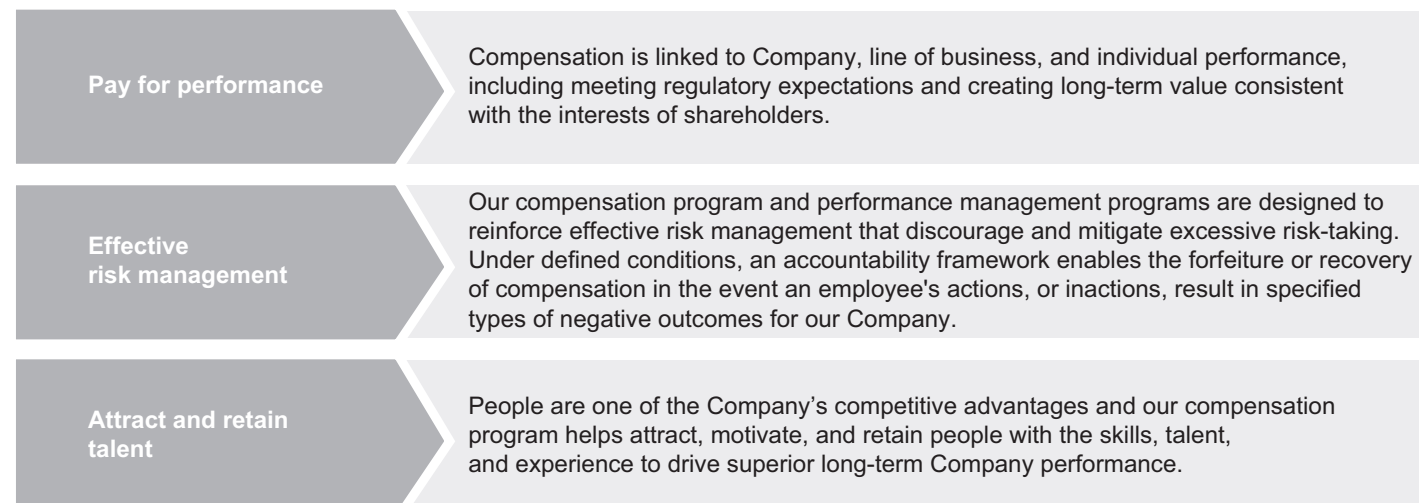 Pay for performance
Compensation is linked to Company, line of business, and individual performance,
including meeting regulatory expectations and creating long-term value consistent
with the interests of shareholders.
Effective
risk management
Our compensation program and performance management programs are designed to
reinforce effective risk management that discourage and mitigate excessive risk-taking.
Under defined conditions, an accountability framework enables the forfeiture or recovery
of compensation in the event an employee's actions, or inactions, result in specified
types of negative outcomes for our Company.
Attract and retain
talent
People are one of the Company’s competitive advantages and our compensation
program helps attract, motivate, and retain people with the skills, talent,
and experience to drive superior long-term Company performance.